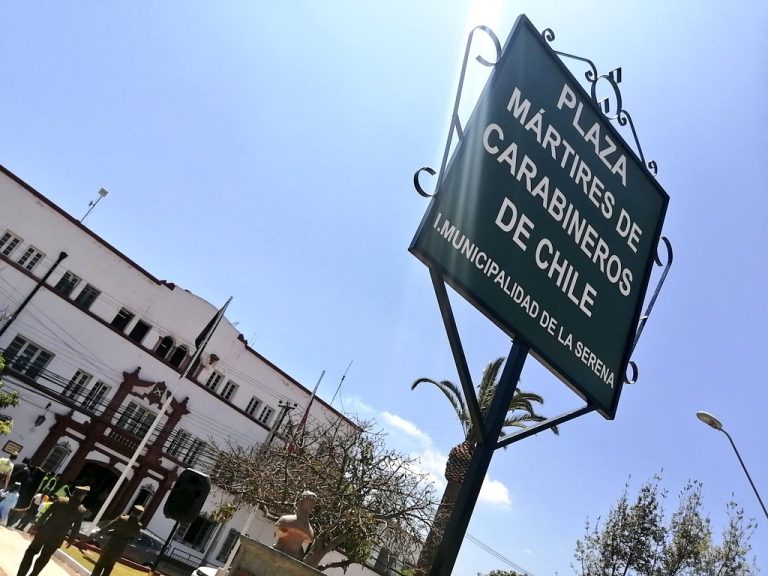 PLAZA
MÁRTIRES DE
CARABINEROS
DE CHILE
I.MUNICIPALIDAD DE LA SERENA